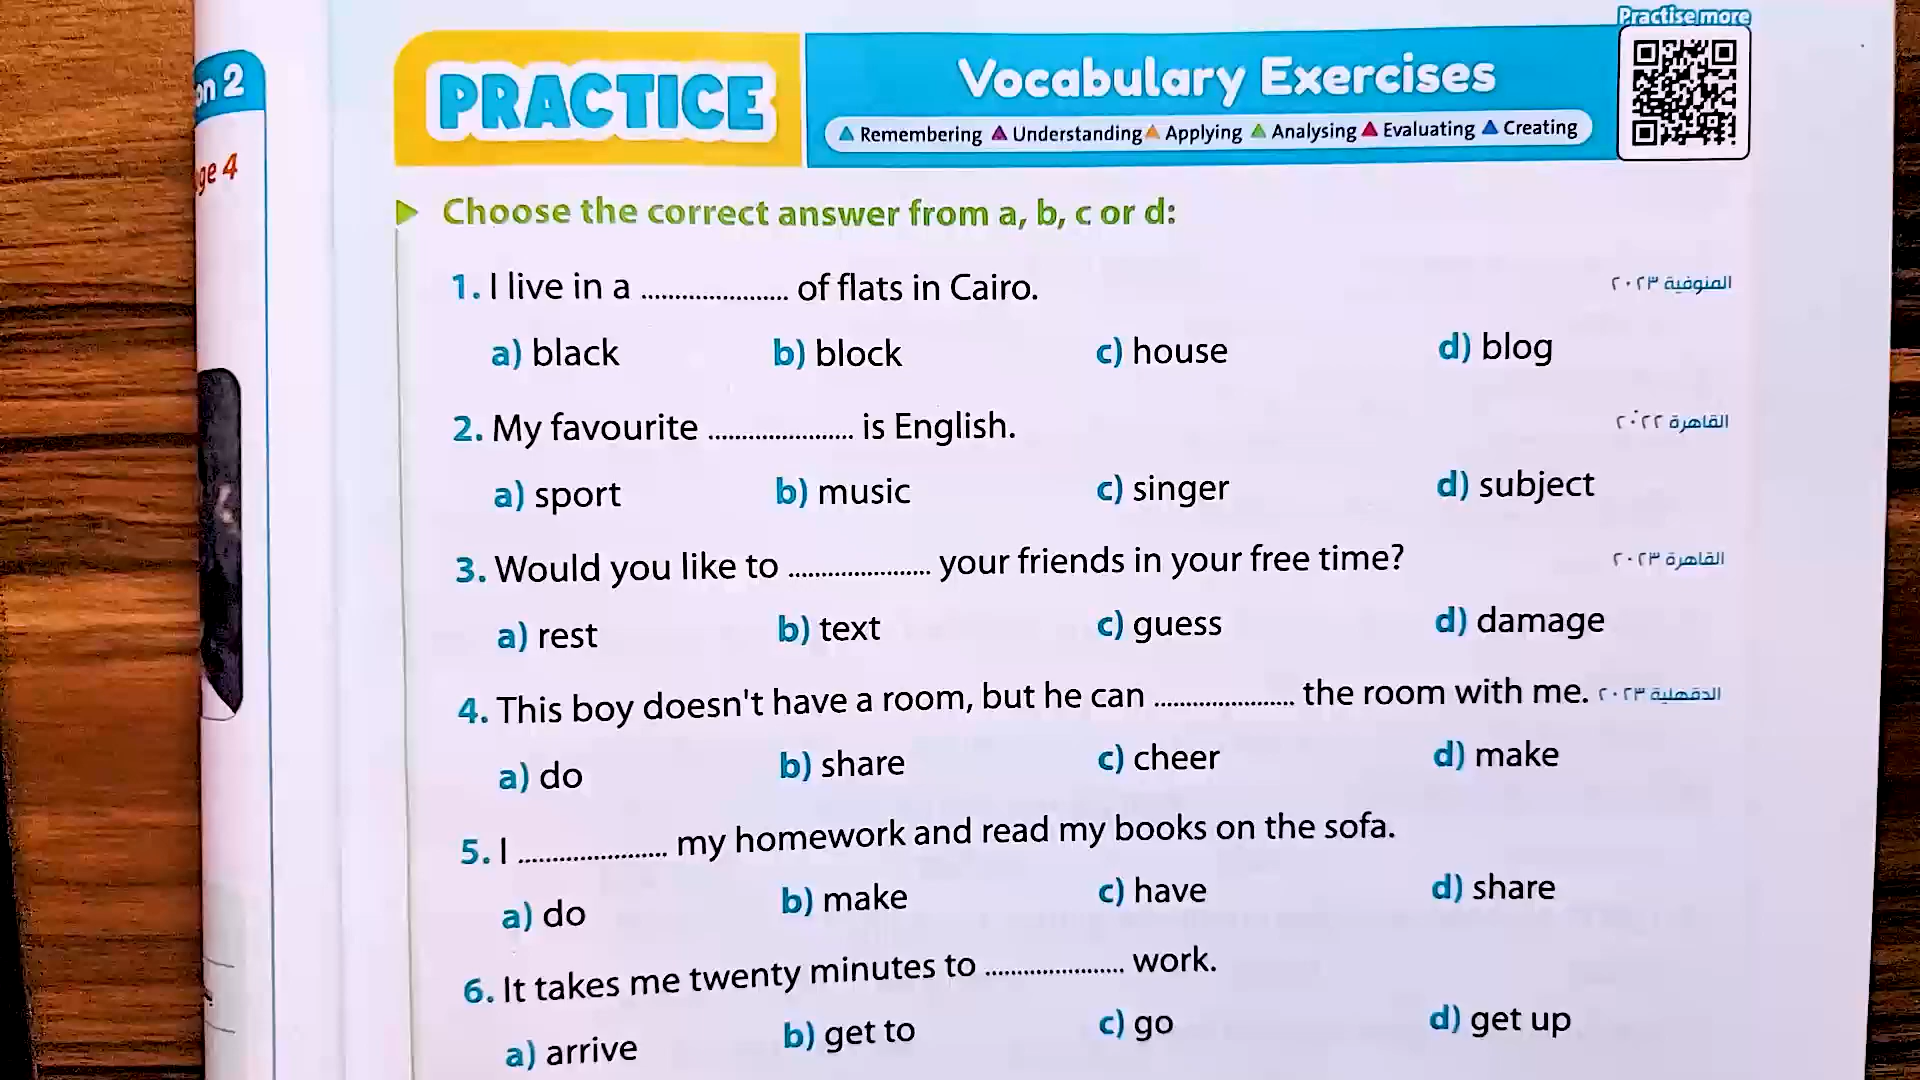 Practise more
on 2
PRACTICE
Vocabulary Exercises
Remembering Understanding Applying Analysing Evaluating Creating
ge 4
Choose the correct answer from a, b, c or d:
1. I live in a ...................... of flats in Cairo. المنوفية ٢٠٢٣
a) black b) block c) house d) blog
2. My favourite ...................... is English. القاهرة ٢٠٢٢
a) sport b) music c) singer d) subject
3. Would you like to ...................... your friends in your free time? القاهرة ٢٠٢٣
a) rest b) text c) guess d) damage
4. This boy doesn't have a room, but he can ...................... the room with me. الدقهلية ٢٠٢٣
a) do b) share c) cheer d) make
5. I ...................... my homework and read my books on the sofa.
a) do b) make c) have d) share
6. It takes me twenty minutes to ...................... work.
a) arrive b) get to c) go d) get up